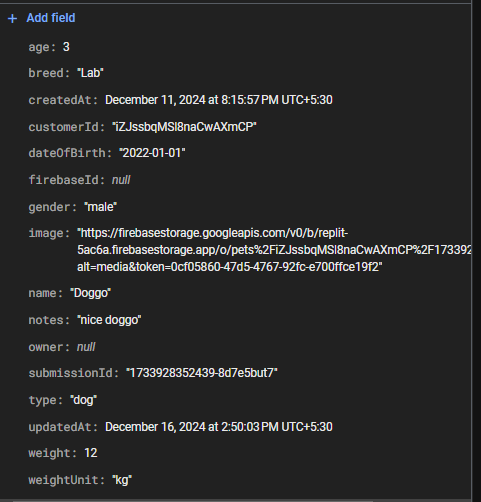 + Add field
age: 3
breed: "Lab"
createdAt: December 11, 2024 at 8:15:57 PM UTC+5:30
customerId: "iZJssbqMSl8naCwAXmCP"
dateOfBirth: "2022-01-01"
firebaseId: null
gender: "male"
image: "https://firebasestorage.googleapis.com/v0/b/replit-
5ac6a.firebasestorage.app/o/pets%2FiZJssbqMSl8naCwAXmCP%2F173392
alt=media&token=0cf05860-47d5-4767-92fc-e700ffce19f2"
name: "Doggo"
notes: "nice doggo"
owner: null
submissionId: "1733928352439-8d7e5but7"
type: "dog"
updatedAt: December 16, 2024 at 2:50:03 PM UTC+5:30
weight: 12
weightUnit: "kg"